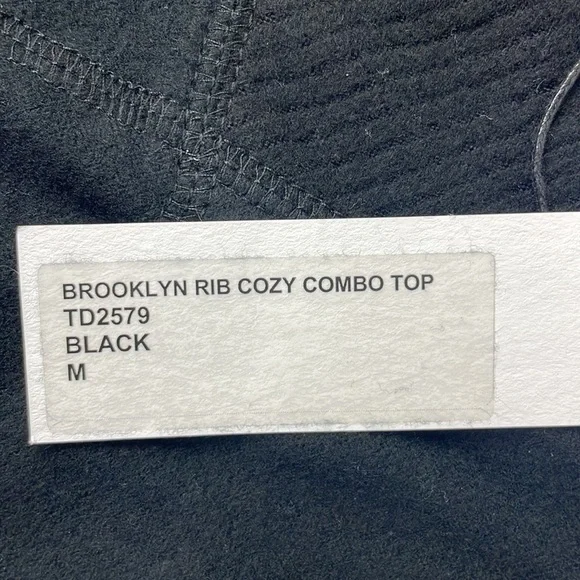 BROOKLYN RIB COZY COMBO TOP
TD2579
BLACK
M